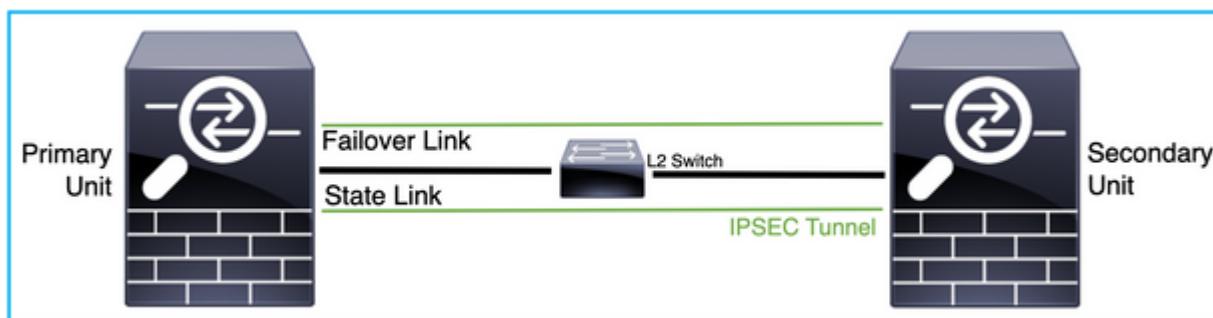 Primary
Unit
Failover Link
L2 Switch
State Link
IPSEC Tunnel
Secondary
Unit